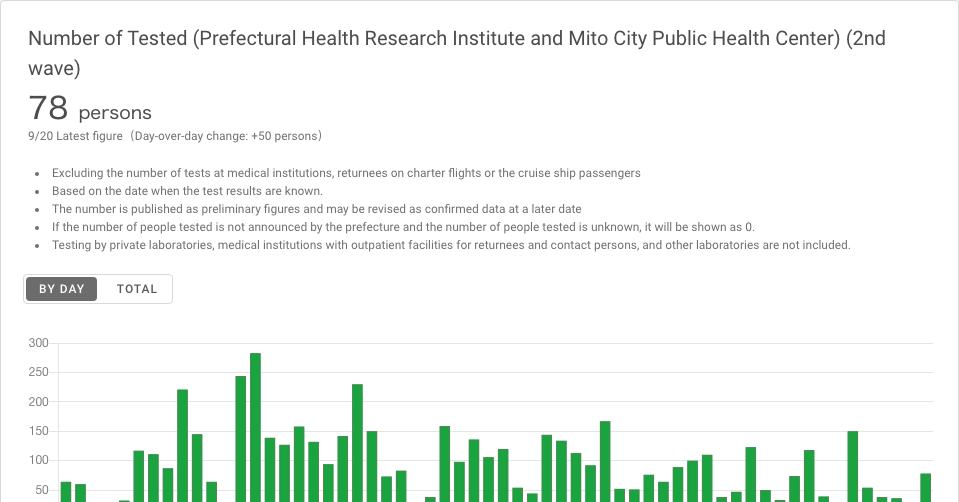 Number of Tested (Prefectural Health Research Institute and Mito City Public Health Center) (2nd
wave)
78 persons
9/20 Latest figure（Day-over-day change: +50 persons）
• Excluding the number of tests at medical institutions, returnees on charter flights or the cruise ship passengers
• Based on the date when the test results are known.
• The number is published as preliminary figures and may be revised as confirmed data at a later date
• If the number of people tested is not announced by the prefecture and the number of people tested is unknown, it will be shown as 0.
• Testing by private laboratories, medical institutions with outpatient facilities for returnees and contact persons, and other laboratories are not included.
BY DAY TOTAL
300
250
200
150
100
50